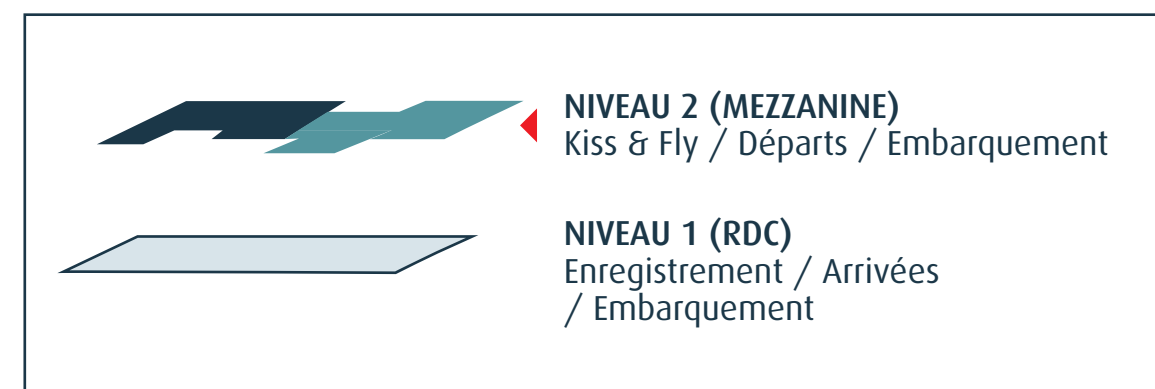 NIVEAU 2 (MEZZANINE)
Kiss & Fly / Départs / Embarquement
NIVEAU 1 (RDC)
Enregistrement / Arrivées
/ Embarquement